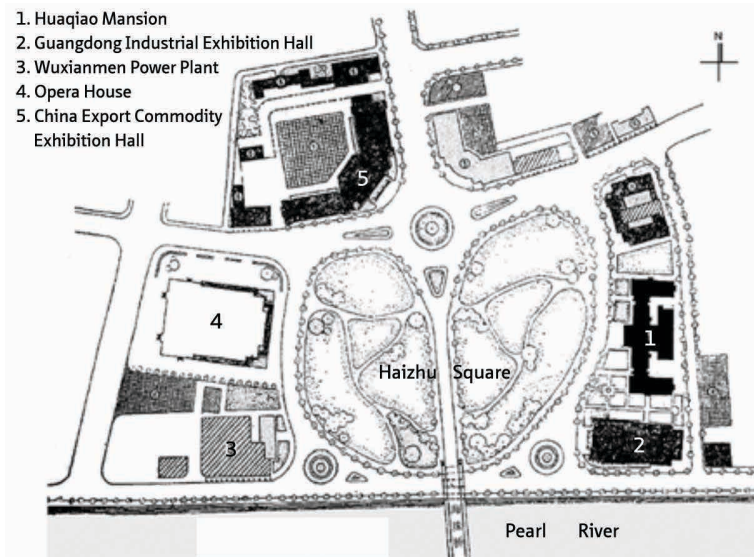 1. Huaqiao Mansion
2. Guangdong Industrial Exhibition Hall
3. Wuxianmen Power Plant
4. Opera House
5. China Export Commodity
Exhibition Hall
N
5
4
1
Haizhu Square
3
2
Pearl River